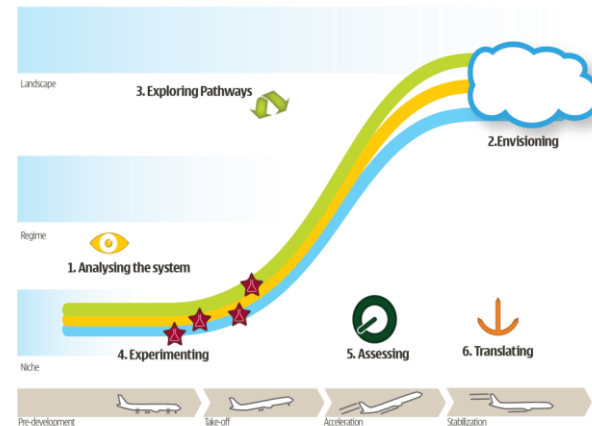 Landscape
3. Exploring Pathways
2.Envisioning
Regime
1. Analysing the system
4. Experimenting
5. Assessing
6. Translating
Niche
Pre-development
Take-off
Acceleration
Stabilization